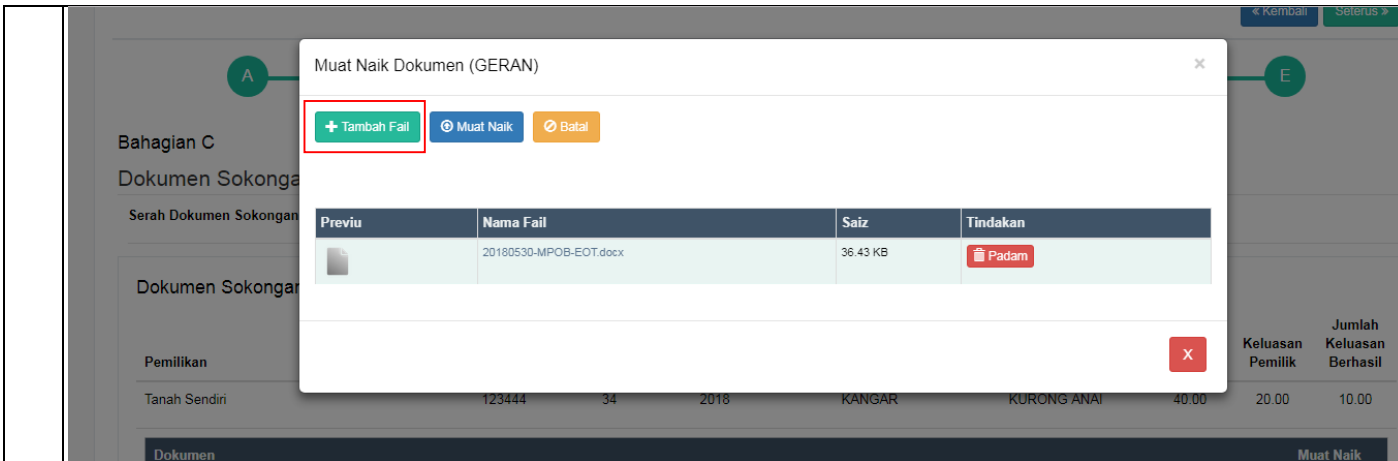 « Kembali Seterus »
Muat Naik Dokumen (GERAN) ×
A E
+ Tambah Fail Muat Naik Batal
Bahagian C
Dokumen Sokonga
Serah Dokumen Sokongan
Previu Nama Fail Saiz Tindakan
20180530-MPOB-EOT.docx 36.43 KB Padam
Dokumen Sokongan
Pemilikan Keluasan Pemilik Jumlah Keluasan Berhasil
X
Tanah Sendiri 123444 34 2018 KANGAR KURONG ANAI 40.00 20.00 10.00
Dokumen Muat Naik